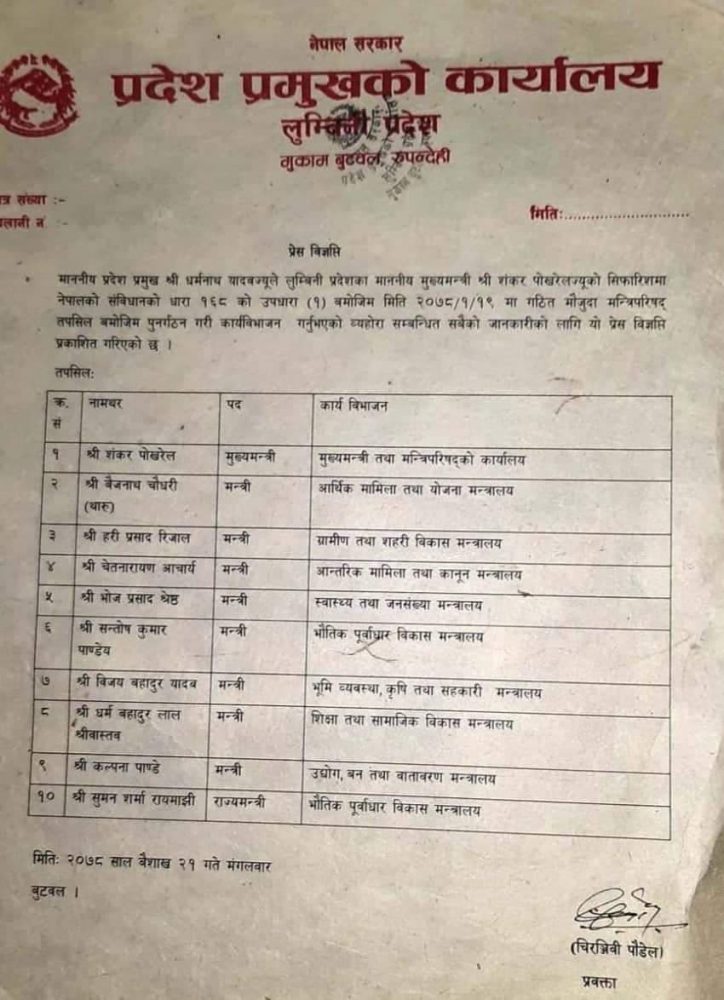 नेपाल सरकार
प्रदेश प्रमुखको कार्यालय
लुम्बिनी प्रदेश
मुकाम बुटवल, रुपन्देही
त्र संख्या :-
लानी नं :-
मितिः............................
प्रेस विज्ञप्ति
माननीय प्रदेश प्रमुख श्री धर्मनाथ यादवज्यूले लुम्बिनी प्रदेशका माननीय मुख्यमन्त्री श्री शंकर पोखरेलज्यूको सिफारिशमा
नेपालको संविधानको धारा १६८ को उपधारा (१) बमोजिम मिति २०७८/१/१९ मा गठित मौजुदा मन्त्रिपरिषद्
तपसिल बमोजिम पुनर्गठन गरी कार्यविभाजन गर्नुभएको व्यहोरा सम्बन्धित सबैको जानकारीको लागि यो प्रेस विज्ञप्ति
प्रकाशित गरिएको छ ।
तपसिल:
क्र. सं नामथर पद कार्य विभाजन
१ श्री शंकर पोखरेल मुख्यमन्त्री मुख्यमन्त्री तथा मन्त्रिपरिषद्को कार्यालय
२ श्री बैजनाथ चौधरी (थारु) मन्त्री आर्थिक मामिला तथा योजना मन्त्रालय
३ श्री हरी प्रसाद रिजाल मन्त्री ग्रामीण तथा शहरी विकास मन्त्रालय
४ श्री चेतनारायण आचार्य मन्त्री आन्तरिक मामिला तथा कानून मन्त्रालय
५ श्री भोज प्रसाद श्रेष्ठ मन्त्री स्वास्थ्य तथा जनसंख्या मन्त्रालय
६ श्री सन्तोष कुमार पाण्डेय मन्त्री भौतिक पूर्वाधार विकास मन्त्रालय
७ श्री विजय बहादुर यादव मन्त्री भूमि व्यवस्था, कृषि तथा सहकारी मन्त्रालय
८ श्री धर्म बहादुर लाल श्रीवास्तव मन्त्री शिक्षा तथा सामाजिक विकास मन्त्रालय
९ श्री कल्पना पाण्डे मन्त्री उद्योग, बन तथा वातावरण मन्त्रालय
१० श्री सुमन शर्मा रायमाझी राज्यमन्त्री भौतिक पूर्वाधार विकास मन्त्रालय
मितिः २०७८ साल बैशाख २१ गते मंगलवार
बुटवल ।
(चिरञ्जिवी पौडेल)
प्रवक्ता